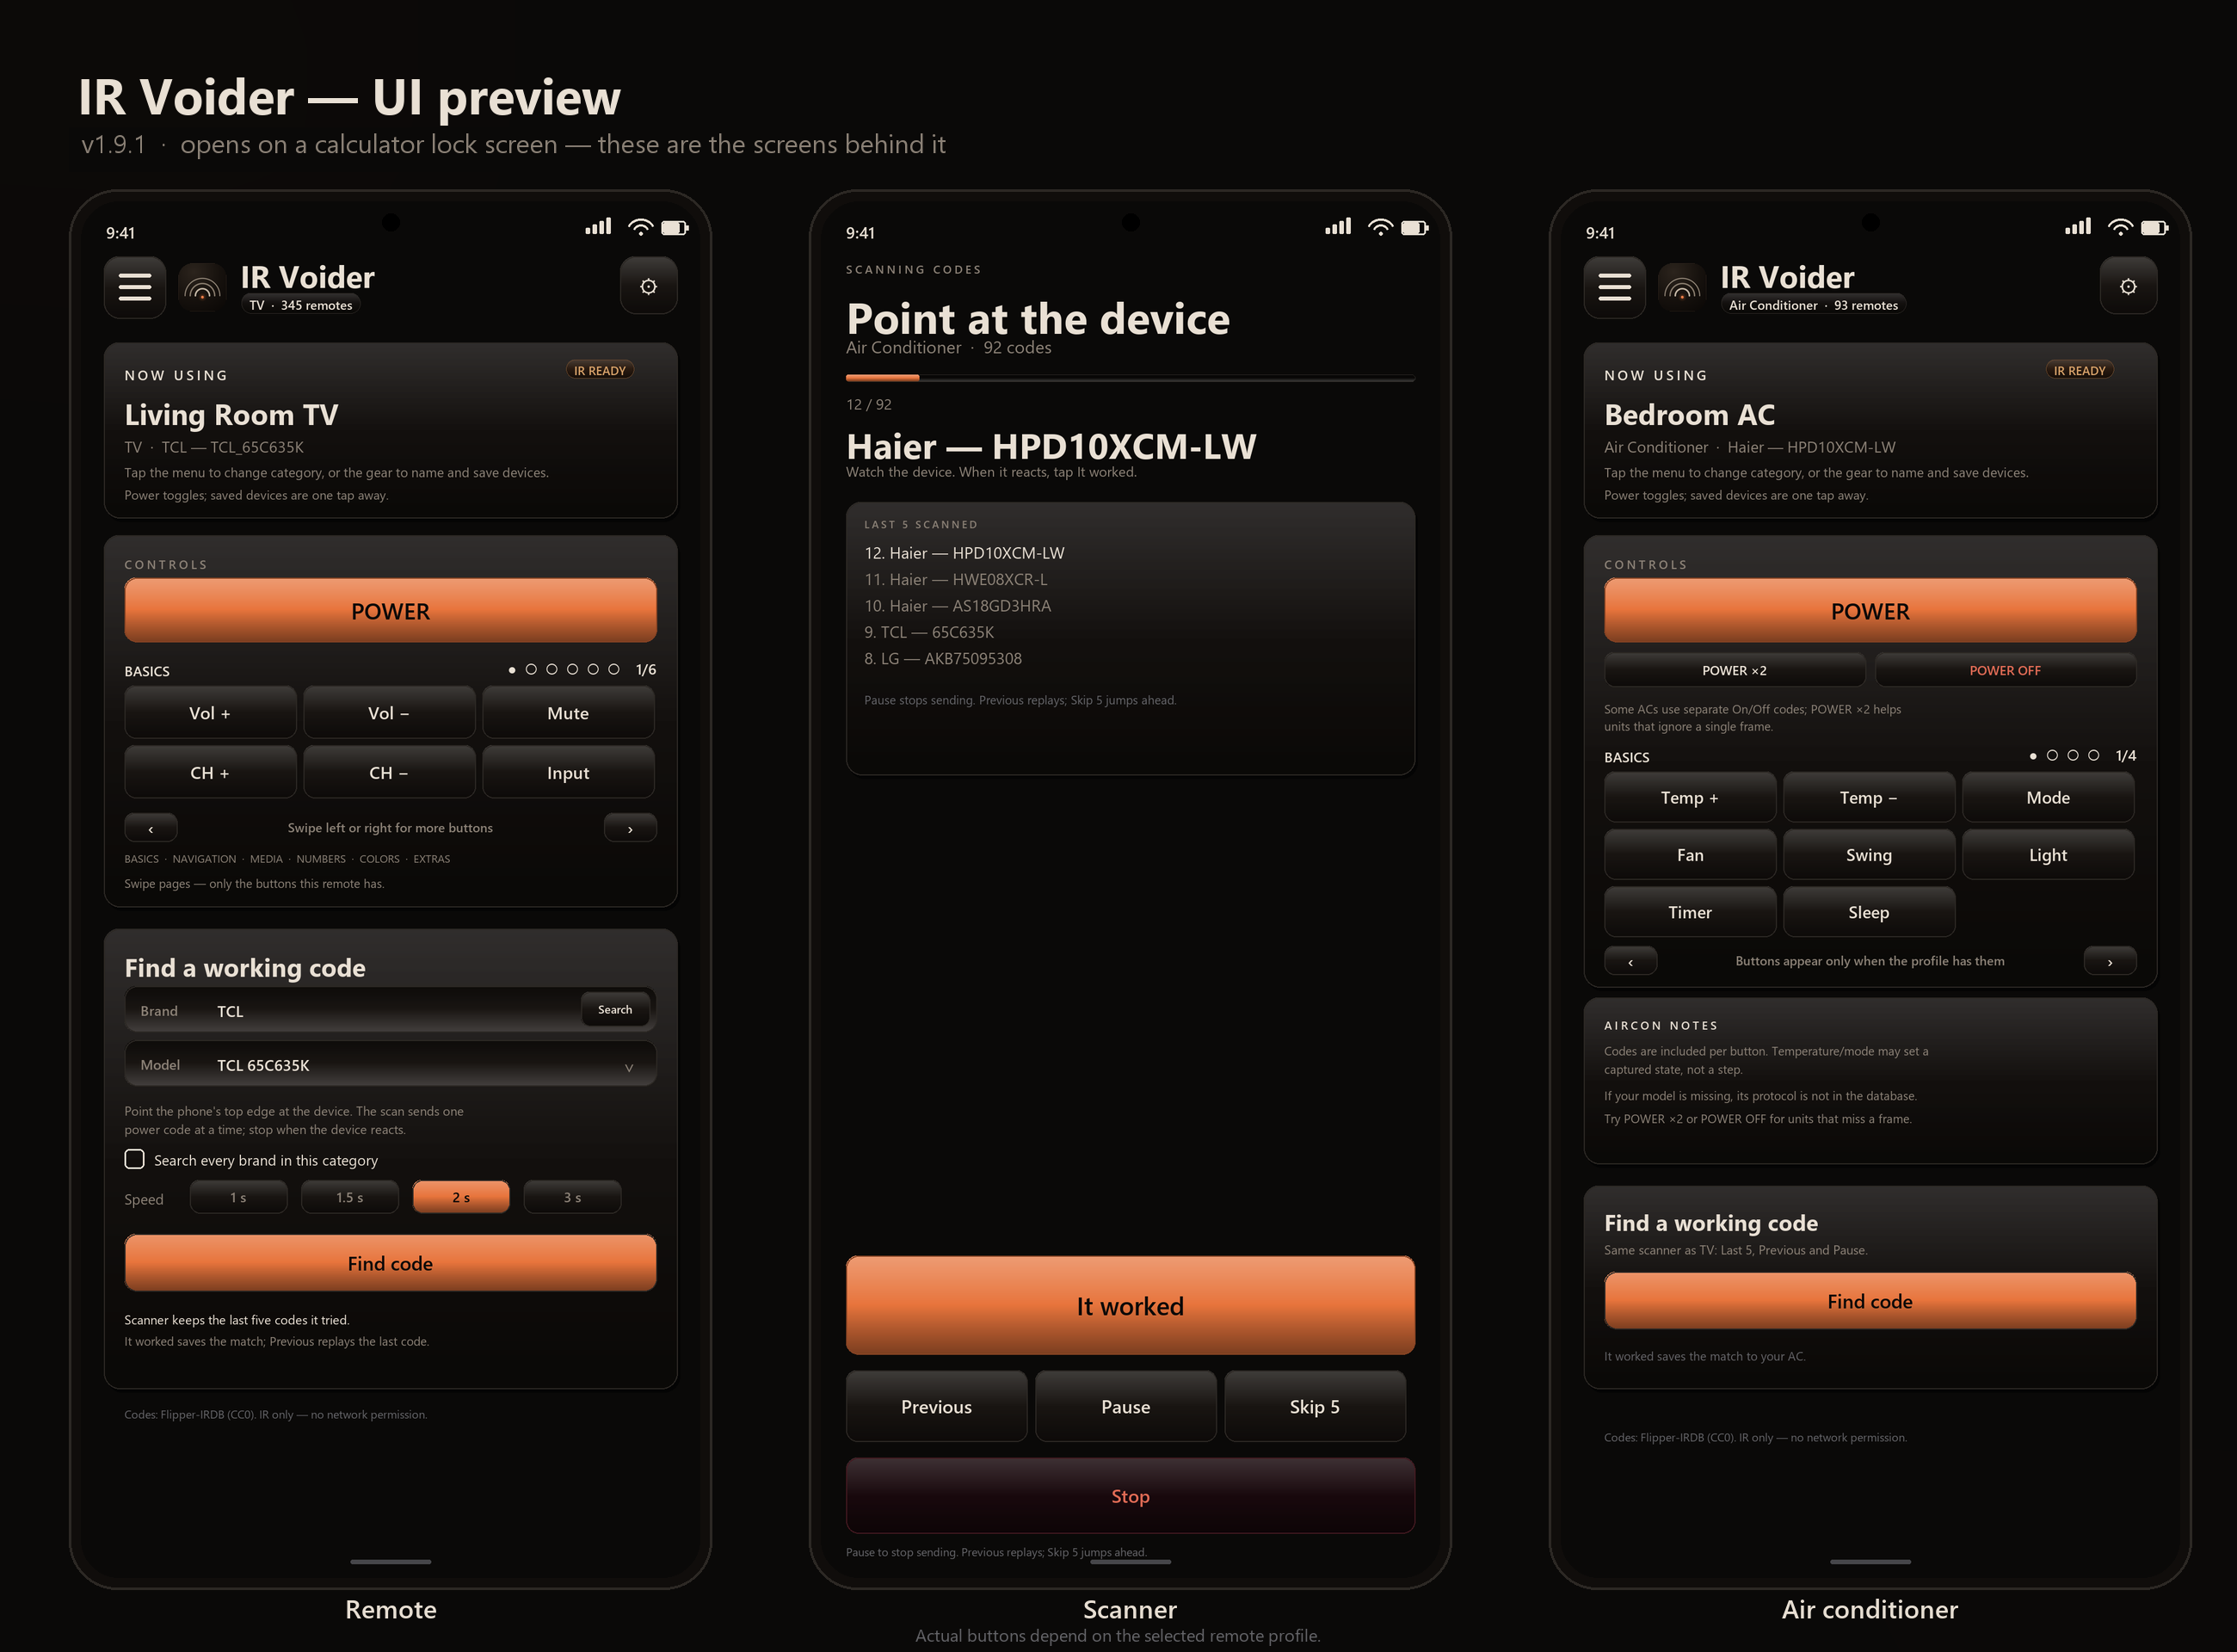 IR Voider — UI preview
v1.9.1 · opens on a calculator lock screen — these are the screens behind it
9:41
IR Voider
TV · 345 remotes
NOW USING
IR READY
Living Room TV
TV · TCL — TCL_65C635K
Tap the menu to change category, or the gear to name and save devices.
Power toggles; saved devices are one tap away.
CONTROLS
POWER
BASICS
1/6
Vol +
Vol −
Mute
CH +
CH −
Input
‹
Swipe left or right for more buttons
›
BASICS · NAVIGATION · MEDIA · NUMBERS · COLORS · EXTRAS
Swipe pages — only the buttons this remote has.
Find a working code
Brand TCL
Search
Model TCL 65C635K
Point the phone's top edge at the device. The scan sends one
power code at a time; stop when the device reacts.
Search every brand in this category
Speed
1 s
1.5 s
2 s
3 s
Find code
Scanner keeps the last five codes it tried.
It worked saves the match; Previous replays the last code.
Codes: Flipper-IRDB (CC0). IR only — no network permission.
Remote
9:41
SCANNING CODES
Point at the device
Air Conditioner · 92 codes
12 / 92
Haier — HPD10XCM-LW
Watch the device. When it reacts, tap It worked.
LAST 5 SCANNED
12. Haier — HPD10XCM-LW
11. Haier — HWE08XCR-L
10. Haier — AS18GD3HRA
9. TCL — 65C635K
8. LG — AKB75095308
Pause stops sending. Previous replays; Skip 5 jumps ahead.
It worked
Previous
Pause
Skip 5
Stop
Pause to stop sending. Previous replays; Skip 5 jumps ahead.
Scanner
Actual buttons depend on the selected remote profile.
9:41
IR Voider
Air Conditioner · 93 remotes
NOW USING
IR READY
Bedroom AC
Air Conditioner · Haier — HPD10XCM-LW
Tap the menu to change category, or the gear to name and save devices.
Power toggles; saved devices are one tap away.
CONTROLS
POWER
POWER ×2
POWER OFF
Some ACs use separate On/Off codes; POWER ×2 helps
units that ignore a single frame.
BASICS
1/4
Temp +
Temp −
Mode
Fan
Swing
Light
Timer
Sleep
‹
Buttons appear only when the profile has them
›
AIRCON NOTES
Codes are included per button. Temperature/mode may set a
captured state, not a step.
If your model is missing, its protocol is not in the database.
Try POWER ×2 or POWER OFF for units that miss a frame.
Find a working code
Same scanner as TV: Last 5, Previous and Pause.
Find code
It worked saves the match to your AC.
Codes: Flipper-IRDB (CC0). IR only — no network permission.
Air conditioner